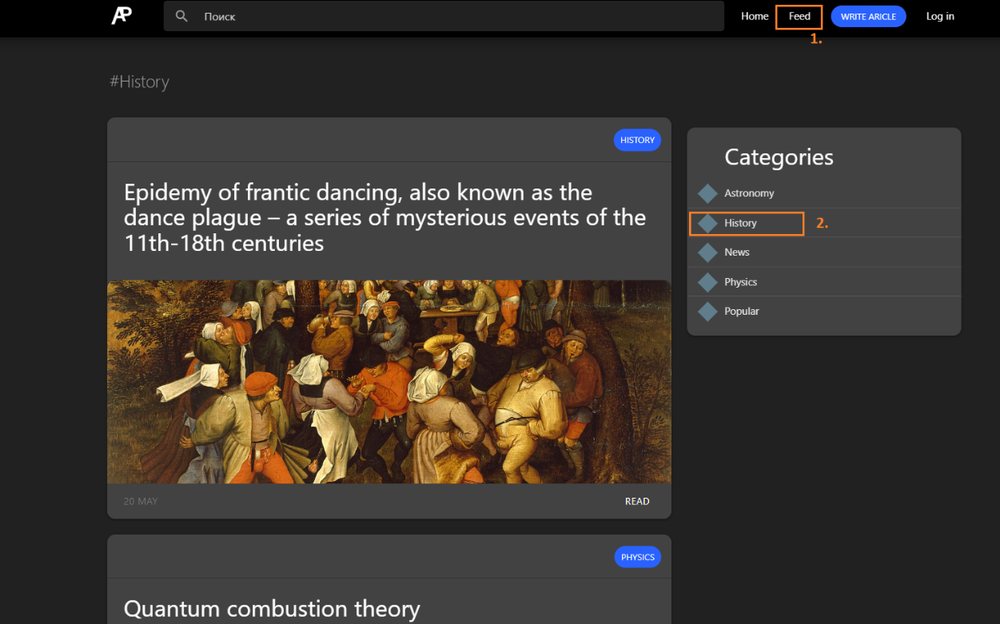 AP
Поиск
Home
Feed
WRITE ARICLE
Log in
1.
#History
HISTORY
Epidemy of frantic dancing, also known as the
dance plague – a series of mysterious events of the
11th-18th centuries
20 MAY
READ
Categories
Astronomy
History
2.
News
Physics
Popular
PHYSICS
Quantum combustion theory